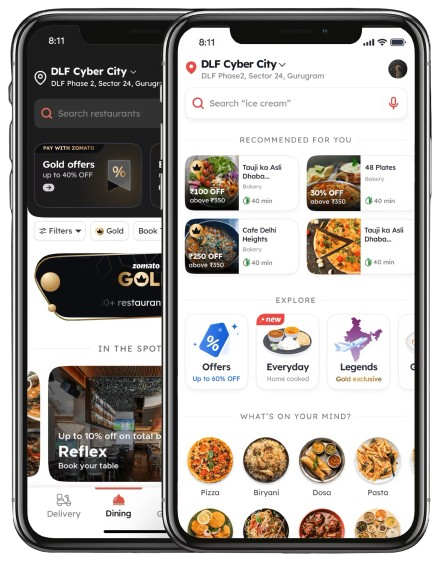 8:11
DLF Cyber City
DLF Phase 2, Sector 24, Gurugr
Search restaurants
PAY WITH ZOMATO
Gold offers
up to 40% OFF
%
Filters
Gold
Book
zomato
GOL
0+ restauran
IN THE SPOT
Up to 10% off on total b
Reflex
Book your table
Delivery
Dining
8:11
DLF Cyber City
DLF Phase2, Sector 24, Gurugram
Search “ice cream”
RECOMMENDED FOR YOU
₹100 OFF
above ₹350
Tauji ka Asli
Dhaba...
Bakery
40 min
30% OFF
above ₹350
48 Plates
Bakery
40 min
₹250 OFF
above ₹350
Cafe Delhi
Heights
Bakery
40 min
Tauji ka Asli
Dhaba...
40 min
EXPLORE
%
Offers
Up to 60% OFF
new
Everyday
Home cooked
Legends
Gold exclusive
WHAT’S ON YOUR MIND?
Pizza
Biryani
Dosa
Pasta